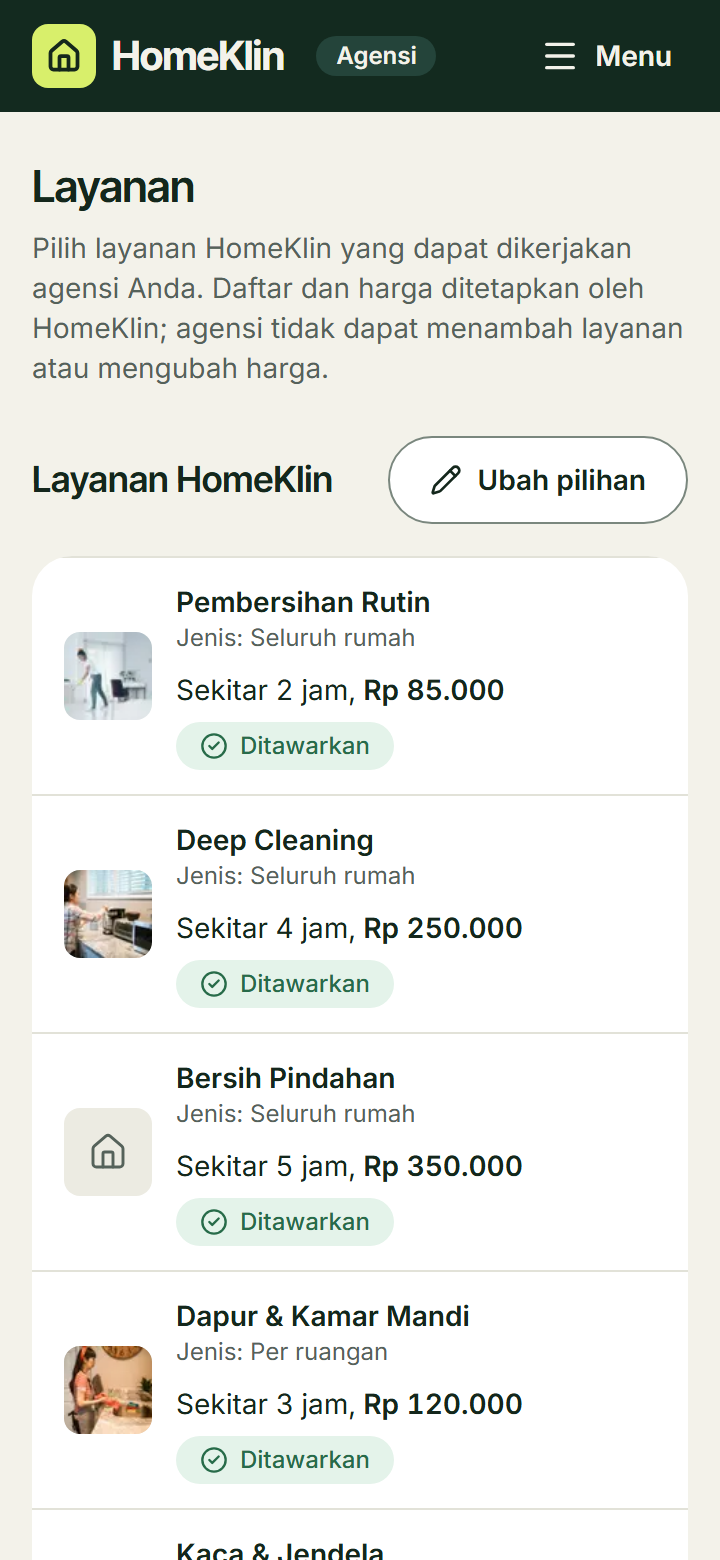 HomeKlin
Agensi
Menu
Layanan
Pilih layanan HomeKlin yang dapat dikerjakan
agensi Anda. Daftar dan harga ditetapkan oleh
HomeKlin; agensi tidak dapat menambah layanan
atau mengubah harga.
Layanan HomeKlin
Ubah pilihan
Pembersihan Rutin
Jenis: Seluruh rumah
Sekitar 2 jam, Rp 85.000
Ditawarkan
Deep Cleaning
Jenis: Seluruh rumah
Sekitar 4 jam, Rp 250.000
Ditawarkan
Bersih Pindahan
Jenis: Seluruh rumah
Sekitar 5 jam, Rp 350.000
Ditawarkan
Dapur & Kamar Mandi
Jenis: Per ruangan
Sekitar 3 jam, Rp 120.000
Ditawarkan
Kaca & Jendela